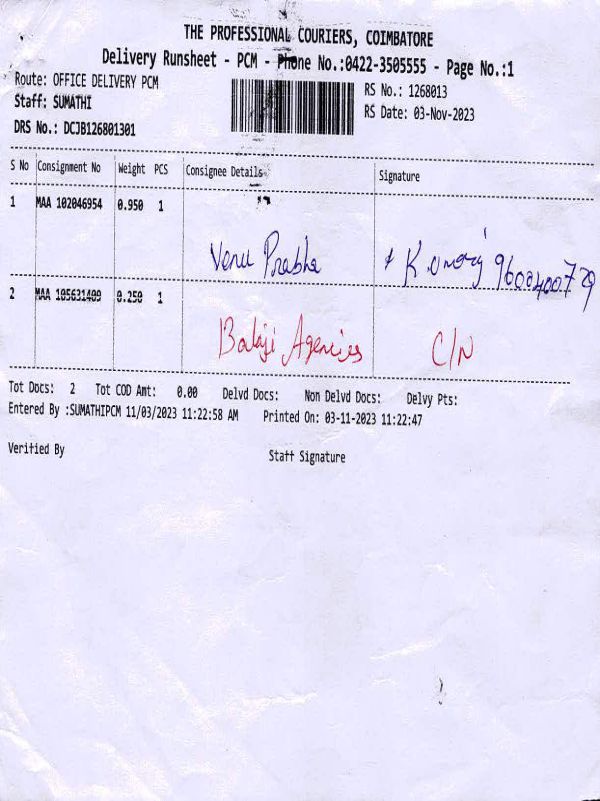 THE PROFESSIONAL COURIERS, COIMBATORE
Delivery Runsheet - PCM - Phone No.:0422-3505555 - Page No.:1
Route: OFFICE DELIVERY PCM
RS No.: 1268013
Staff: SUMATHI
RS Date: 03-Nov-2023
DRS No.: DCJB126801301
S No Consignment No Weight PCS Consignee Details Signature
1 MAA 102046954 0.950 1
Venu Prabha 9600400729
2 MAA 105631409 0.250 1
Balaji Agencies C/N
Tot Docs: 2 Tot COD Amt: 0.00 Delvd Docs: Non Delvd Docs: Delvy Pts:
Entered By :SUMATHIPCM 11/03/2023 11:22:58 AM Printed On: 03-11-2023 11:22:47
Verified By
Staff Signature